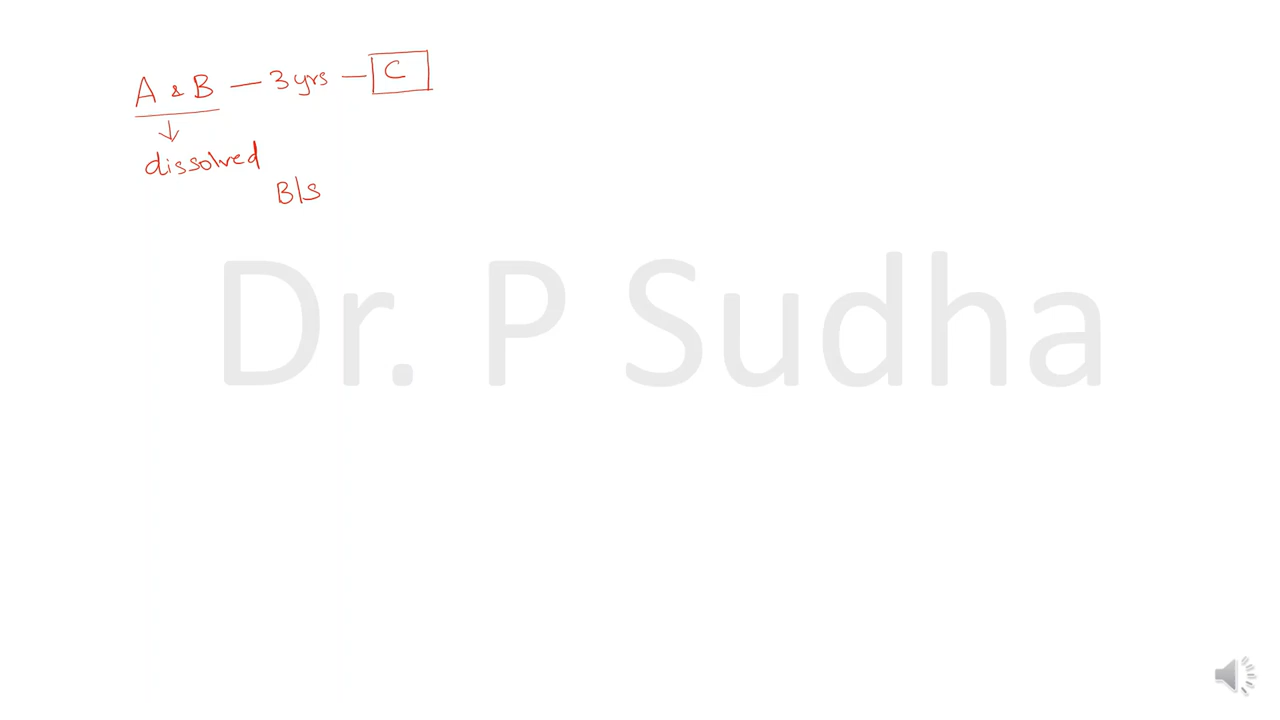 A & B — 3 yrs — C
dissolved
B/S
Dr. P Sudha